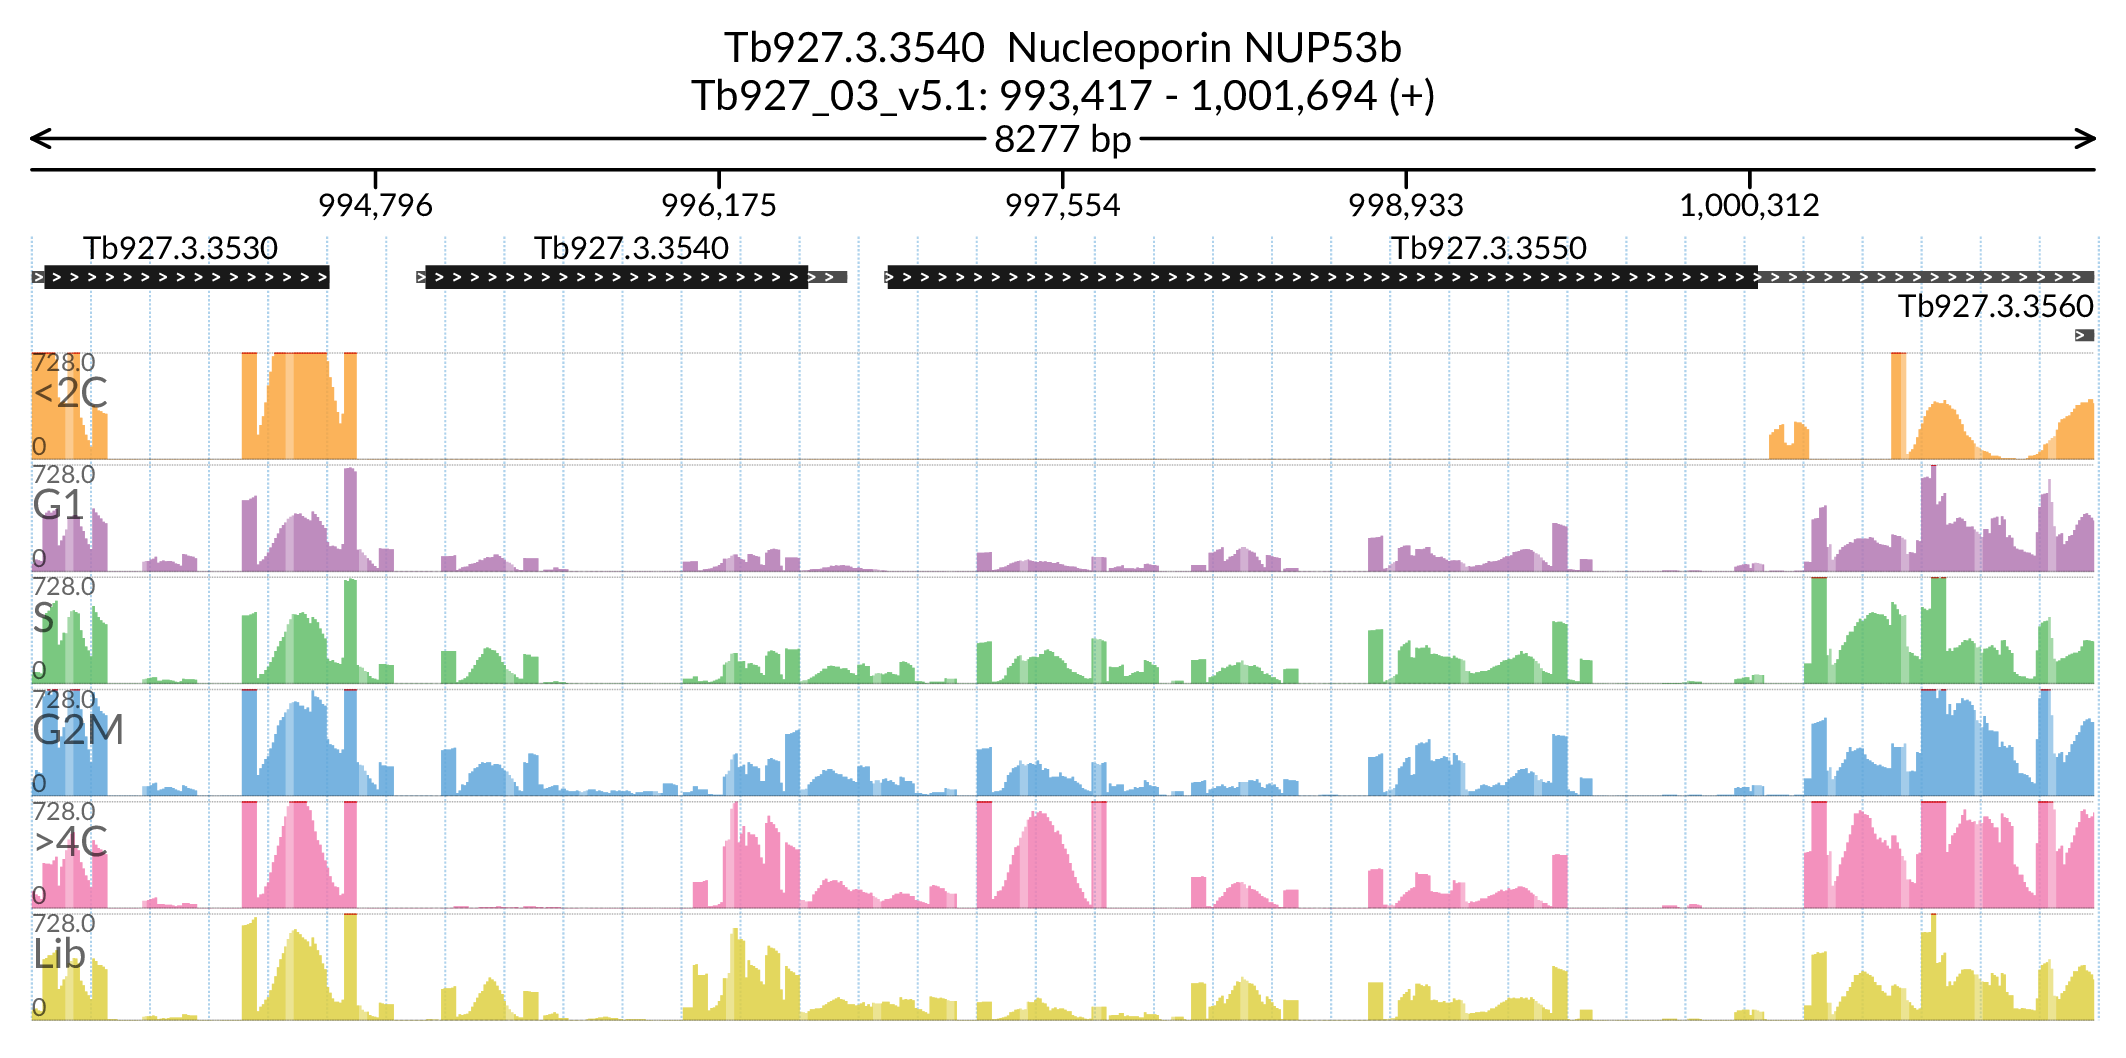 Tb927.3.3540  Nucleoporin NUP53b
Tb927_03_v5.1: 993,417 - 1,001,694 (+)
8277 bp
994,796 996,175 997,554 998,933 1,000,312
Tb927.3.3530 Tb927.3.3540 Tb927.3.3550
Tb927.3.3560
728.0
<2C
0
728.0
G1
0
728.0
S
0
728.0
G2M
0
728.0
>4C
0
728.0
Lib
0